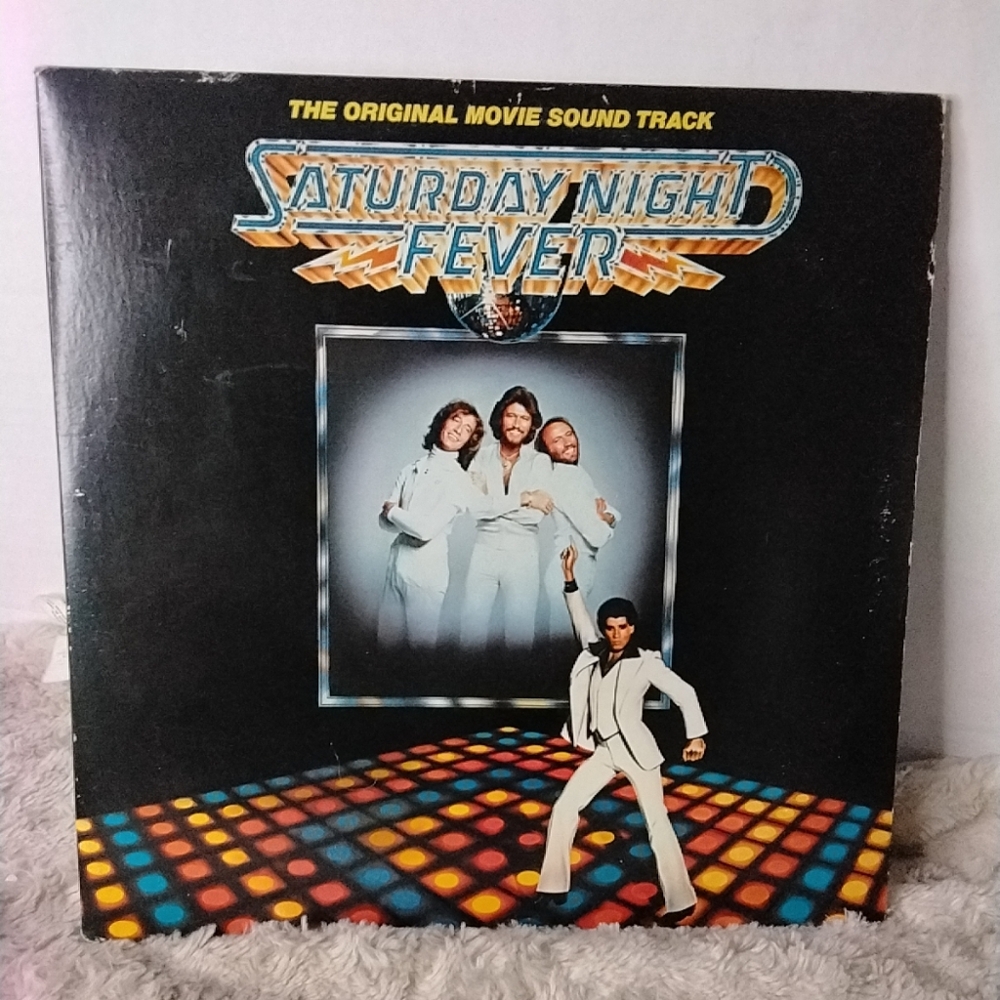 THE ORIGINAL MOVIE SOUND TRACK
SATURDAY NIGHT
FEVER